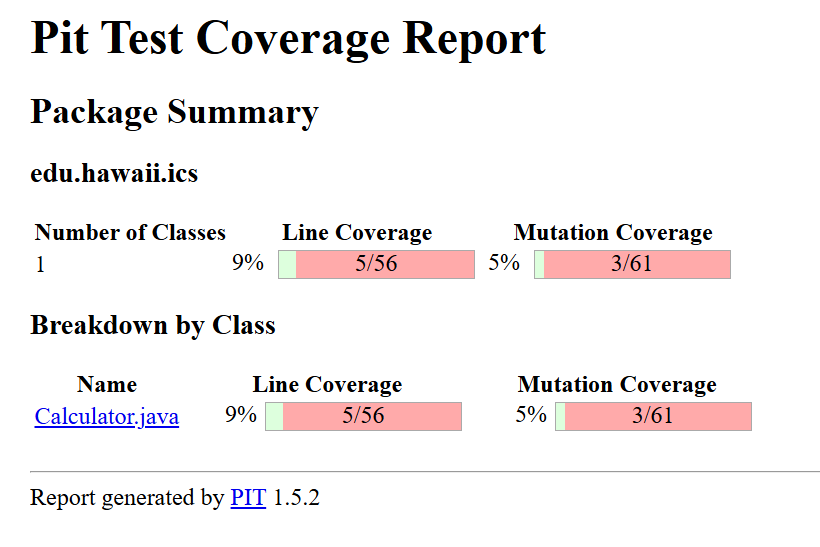 Pit Test Coverage Report
Package Summary
edu.hawaii.ics
Number of Classes Line Coverage Mutation Coverage
1 9% 5/56 5% 3/61
Breakdown by Class
Name Line Coverage Mutation Coverage
Calculator.java 9% 5/56 5% 3/61
Report generated by PIT 1.5.2